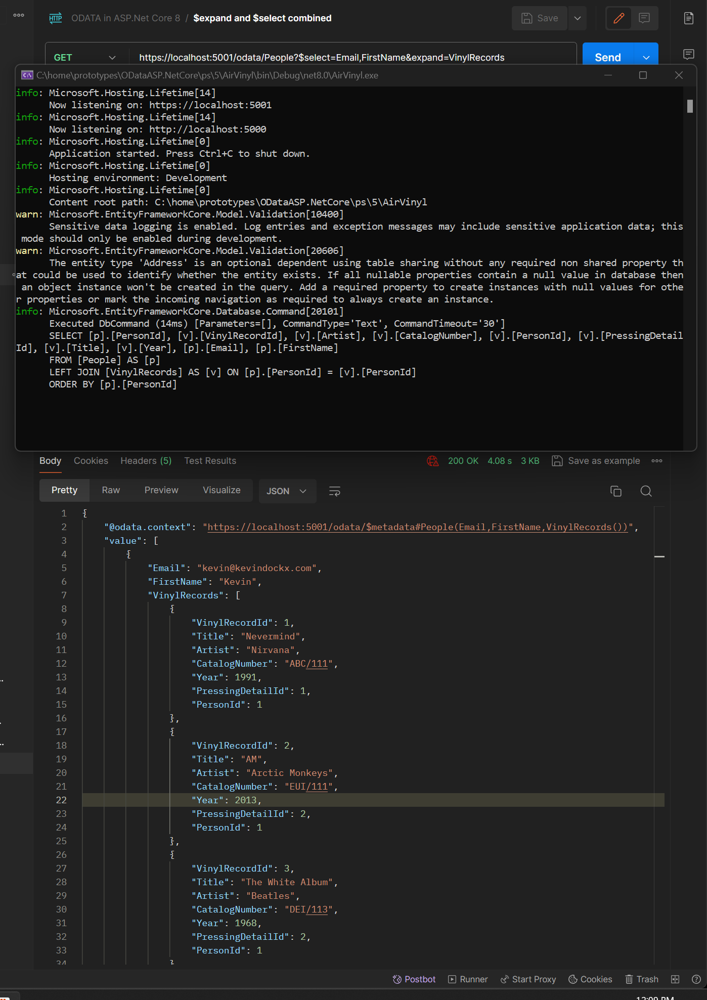 HTTP ODATA in ASP.Net Core 8 / $expand and $select combined Save
GET https://localhost:5001/odata/People?$select=Email,FirstName&expand=VinylRecords Send
C:\home\prototypes\ODataASP.NetCore\ps\5\AirVinyl\bin\Debug\net8.0\AirVinyl.exe
info: Microsoft.Hosting.Lifetime[14]
Now listening on: https://localhost:5001
info: Microsoft.Hosting.Lifetime[14]
Now listening on: http://localhost:5000
info: Microsoft.Hosting.Lifetime[0]
Application started. Press Ctrl+C to shut down.
info: Microsoft.Hosting.Lifetime[0]
Hosting environment: Development
info: Microsoft.Hosting.Lifetime[0]
Content root path: C:\home\prototypes\ODataASP.NetCore\ps\5\AirVinyl
warn: Microsoft.EntityFrameworkCore.Model.Validation[10400]
Sensitive data logging is enabled. Log entries and exception messages may include sensitive application data; this
mode should only be enabled during development.
warn: Microsoft.EntityFrameworkCore.Model.Validation[20606]
The entity type 'Address' is an optional dependent using table sharing without any required non shared property th
at could be used to identify whether the entity exists. If all nullable properties contain a null value in database then
an object instance won't be created in the query. Add a required property to create instances with null values for othe
r properties or mark the incoming navigation as required to always create an instance.
info: Microsoft.EntityFrameworkCore.Database.Command[20101]
Executed DbCommand (14ms) [Parameters=[], CommandType='Text', CommandTimeout='30']
SELECT [p].[PersonId], [v].[VinylRecordId], [v].[Artist], [v].[CatalogNumber], [v].[PersonId], [v].[PressingDetail
Id], [v].[Title], [v].[Year], [p].[Email], [p].[FirstName]
FROM [People] AS [p]
LEFT JOIN [VinylRecords] AS [v] ON [p].[PersonId] = [v].[PersonId]
ORDER BY [p].[PersonId]
Body Cookies Headers (5) Test Results 200 OK 4.08 s 3 KB Save as example
Pretty Raw Preview Visualize JSON
1 {
2 "@odata.context": "https://localhost:5001/odata/$metadata#People(Email,FirstName,VinylRecords())",
3 "value": [
4 {
5 "Email": "kevin@kevindockx.com",
6 "FirstName": "Kevin",
7 "VinylRecords": [
8 {
9 "VinylRecordId": 1,
10 "Title": "Nevermind",
11 "Artist": "Nirvana",
12 "CatalogNumber": "ABC/111",
13 "Year": 1991,
14 "PressingDetailId": 1,
15 "PersonId": 1
16 },
17 {
18 "VinylRecordId": 2,
19 "Title": "AM",
20 "Artist": "Arctic Monkeys",
21 "CatalogNumber": "EUI/111",
22 "Year": 2013,
23 "PressingDetailId": 2,
24 "PersonId": 1
25 },
26 {
27 "VinylRecordId": 3,
28 "Title": "The White Album",
29 "Artist": "Beatles",
30 "CatalogNumber": "DEI/113",
31 "Year": 1968,
32 "PressingDetailId": 2,
33 "PersonId": 1
34 }
Postbot Runner Start Proxy Cookies Trash
12:09 PM